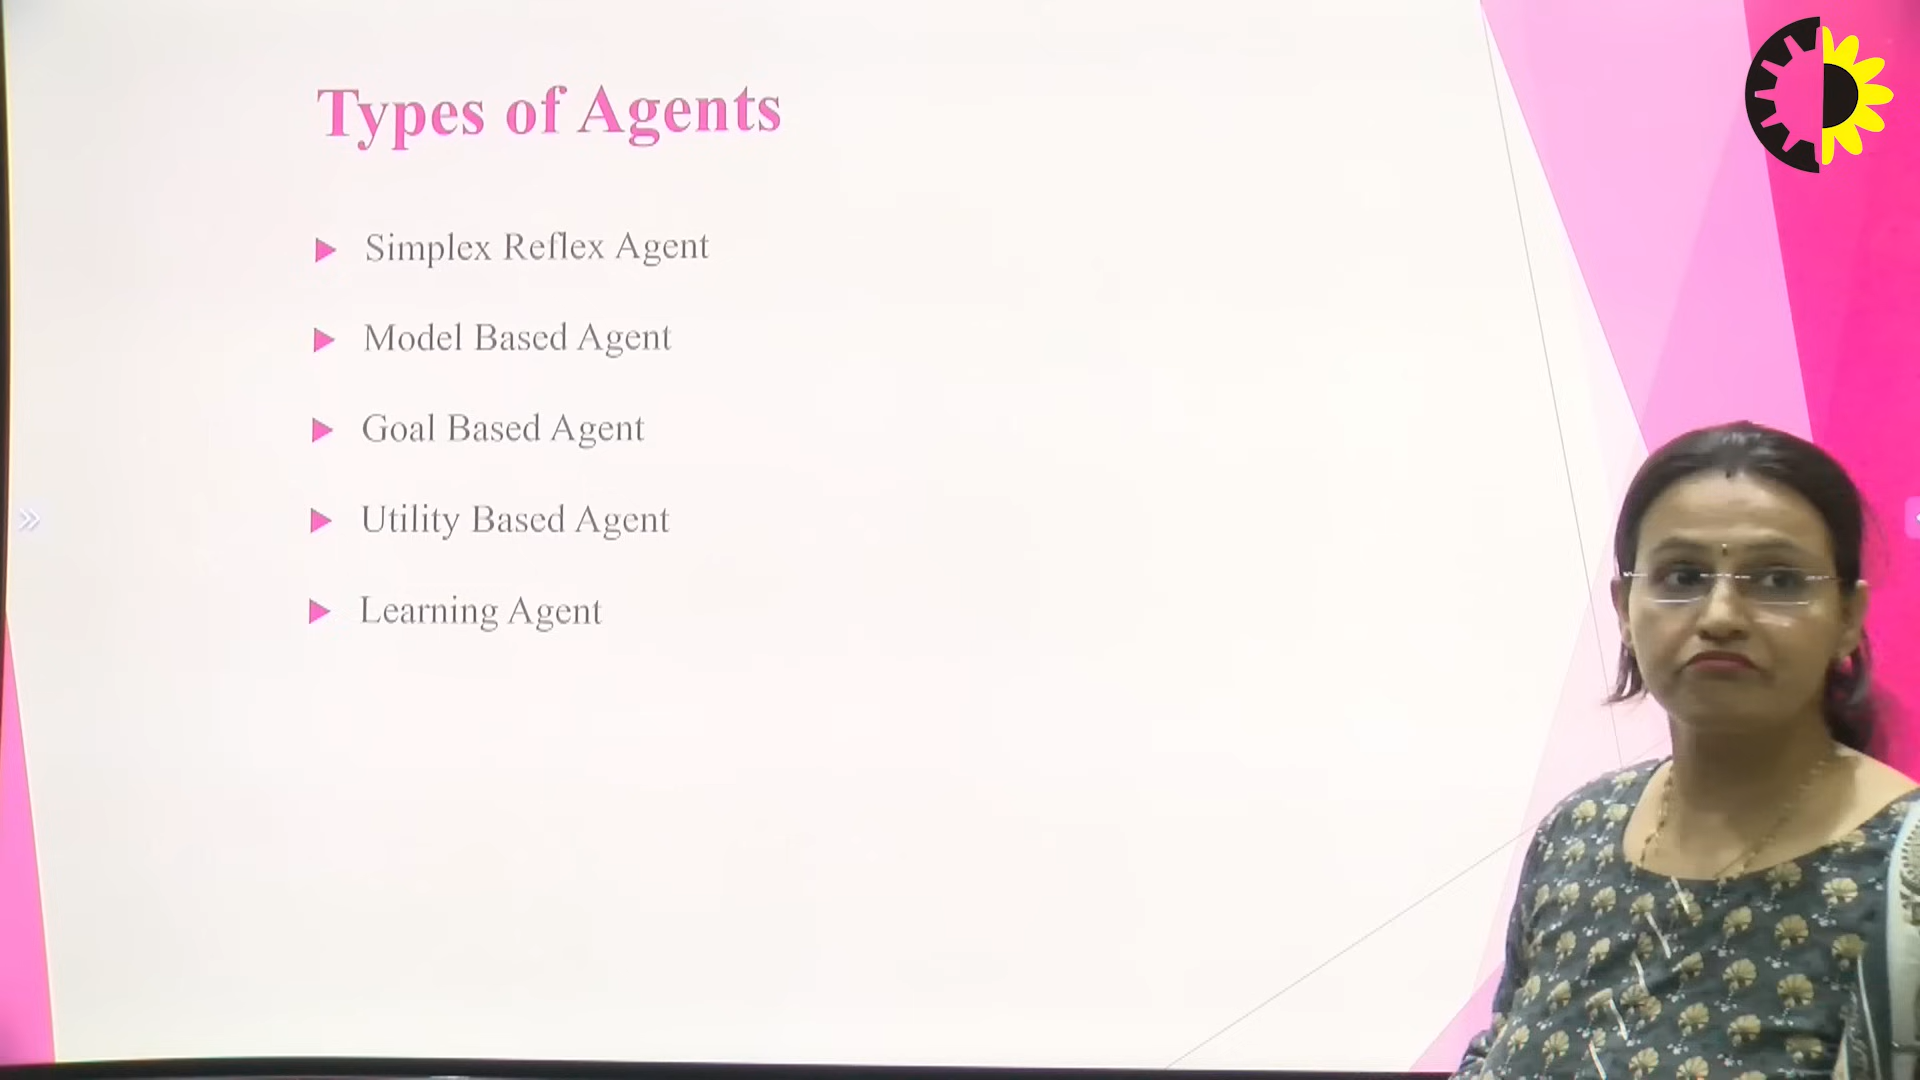 Types of Agents
Simplex Reflex Agent
Model Based Agent
Goal Based Agent
Utility Based Agent
Learning Agent